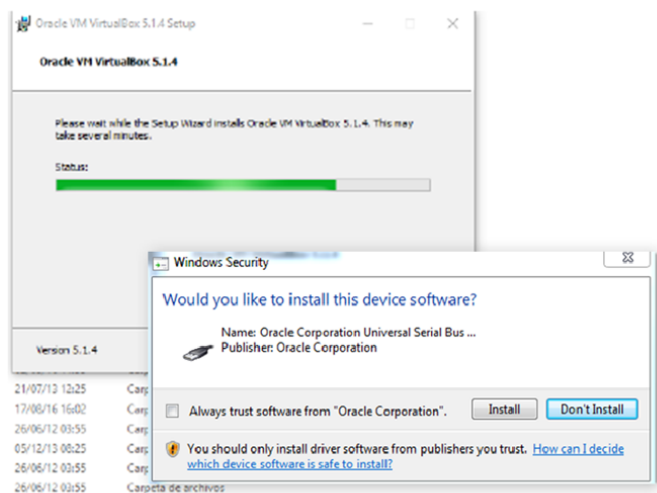 Oracle VM VirtualBox 5.1.4 Setup
Oracle VM VirtualBox 5.1.4
Please wait while the Setup Wizard installs Oracle VM VirtualBox 5.1.4. This may
take several minutes.
Status:
Windows Security
Would you like to install this device software?
Name: Oracle Corporation Universal Serial Bus ...
Publisher: Oracle Corporation
Version 5.1.4
21/07/13 12:25 Carp
17/08/16 16:02 Carp
Always trust software from "Oracle Corporation". Install Don't Install
26/06/12 03:55 Carp
05/12/13 08:25 Carp
You should only install driver software from publishers you trust. How can I decide
which device software is safe to install?
26/06/12 03:55 Carp
26/06/12 03:55 Carpeta de archivos